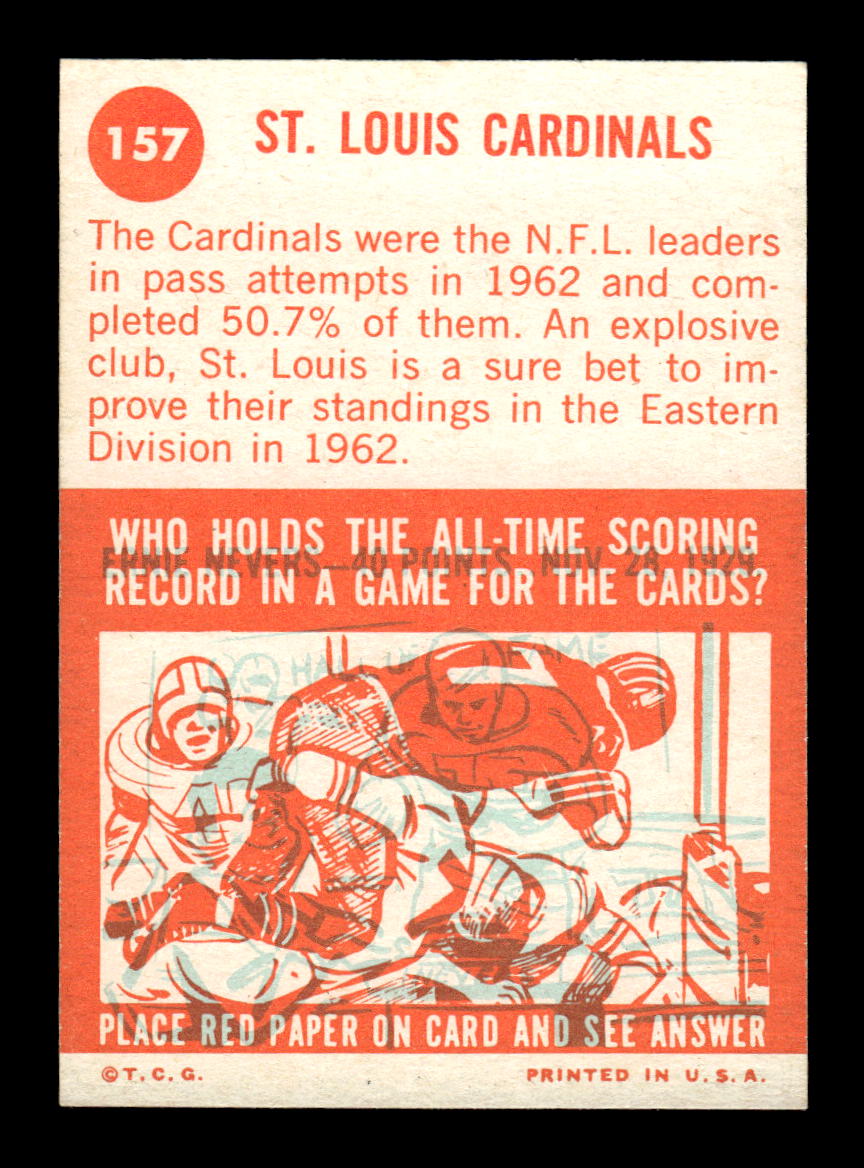 157
ST. LOUIS CARDINALS
The Cardinals were the N.F.L. leaders
in pass attempts in 1962 and com-
pleted 50.7% of them. An explosive
club, St. Louis is a sure bet to im-
prove their standings in the Eastern
Division in 1962.
WHO HOLDS THE ALL-TIME SCORING
ERNIE NEVERS—40 POINTS, NOV. 28, 1929
RECORD IN A GAME FOR THE CARDS?
HALL OF FAME
PLACE RED PAPER ON CARD AND SEE ANSWER
©T.C.G.
PRINTED IN U.S.A.